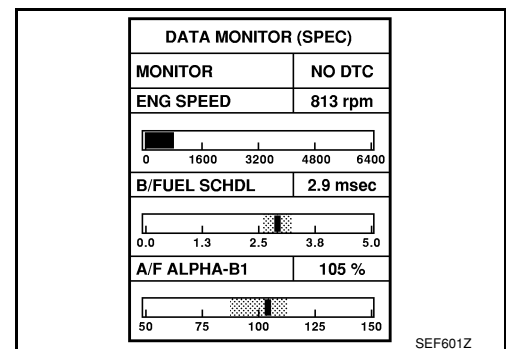 DATA MONITOR (SPEC)
MONITOR NO DTC
ENG SPEED 813 rpm
0 1600 3200 4800 6400
B/FUEL SCHDL 2.9 msec
0.0 1.3 2.5 3.8 5.0
A/F ALPHA-B1 105 %
50 75 100 125 150
SEF601Z